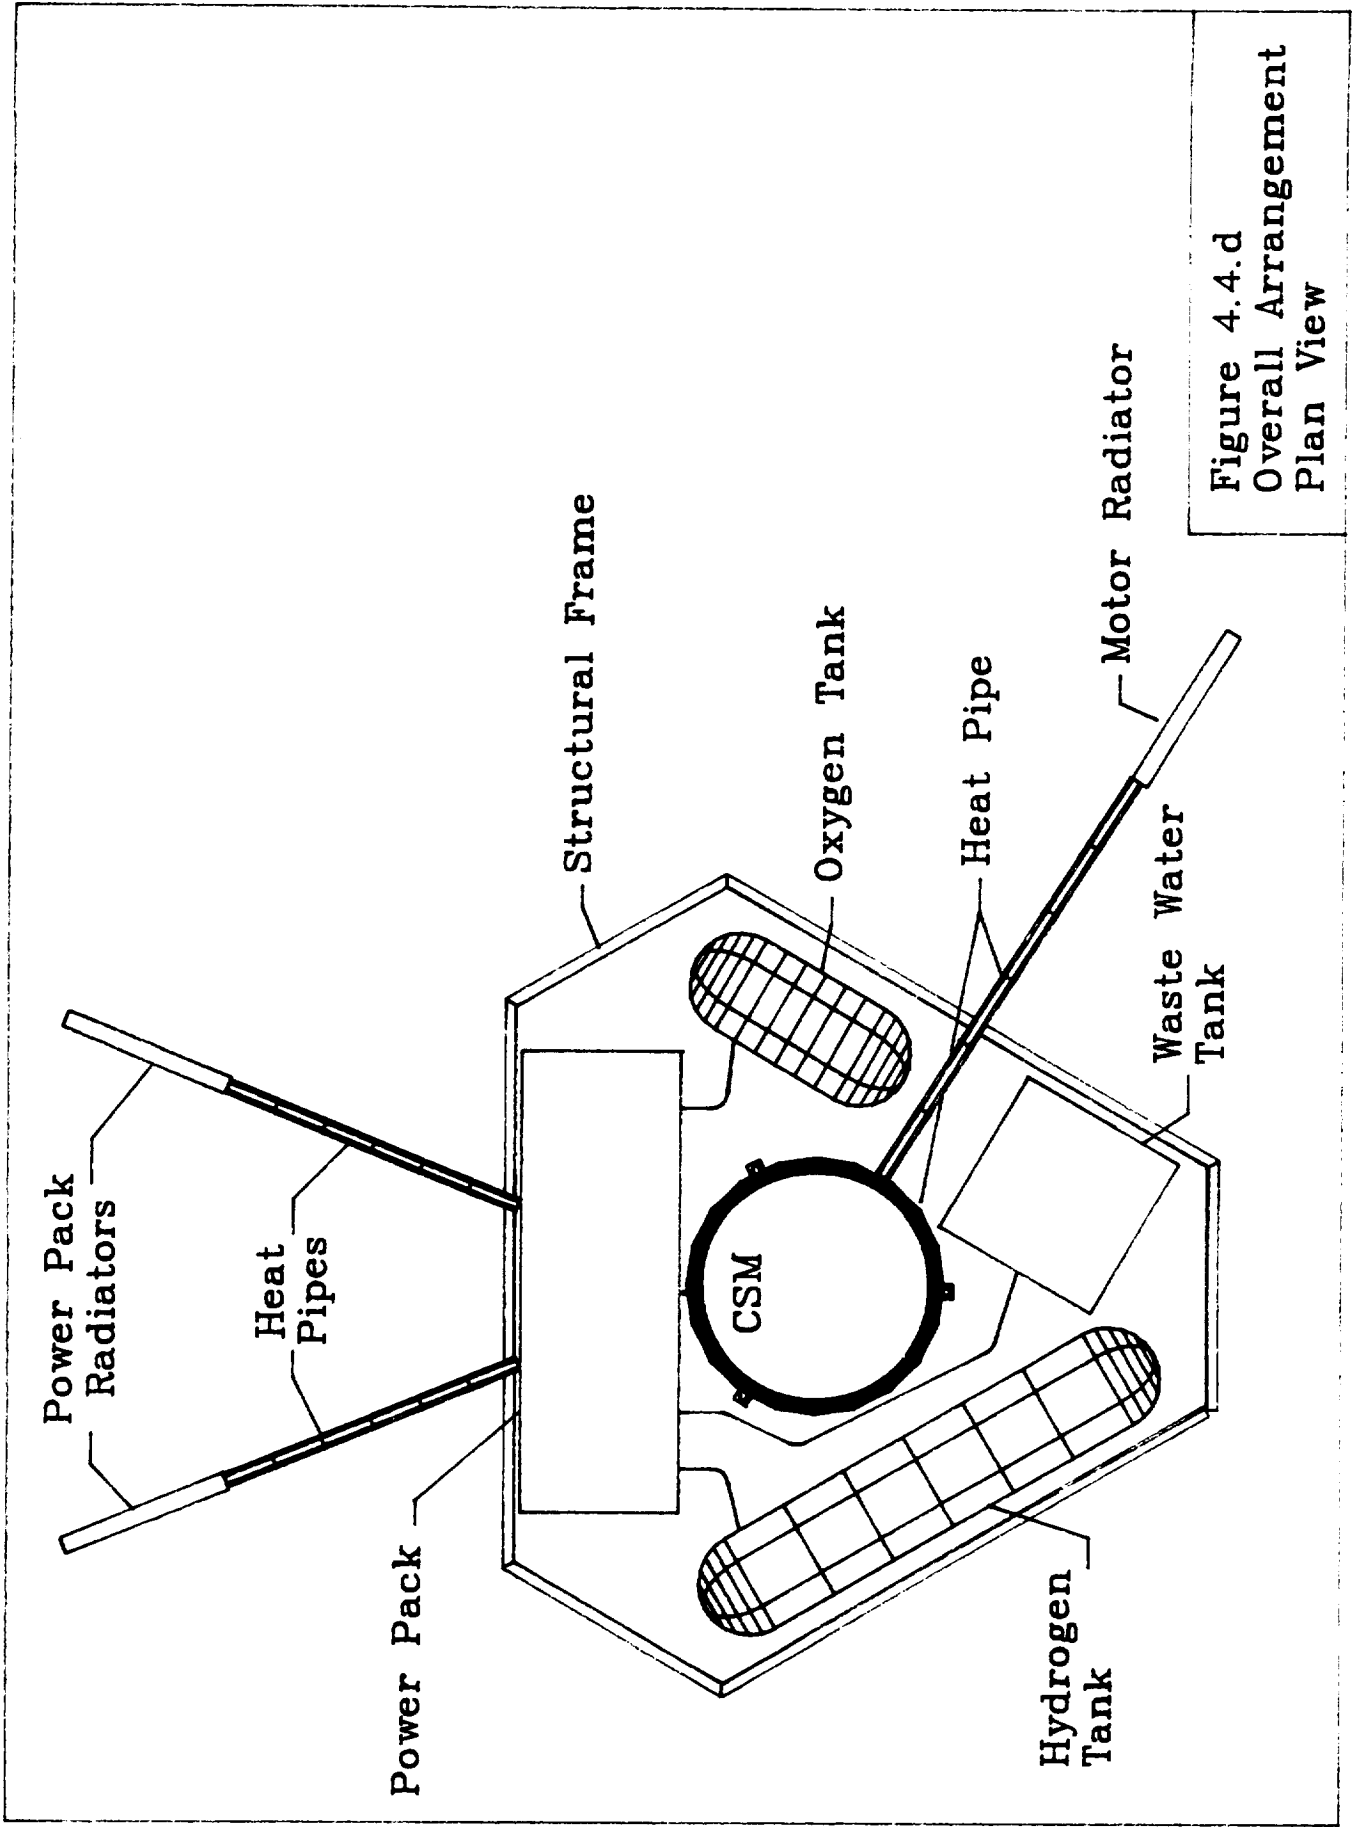 Power Pack
Radiators
Heat
Pipes
Power Pack
Structural Frame
CSM
Oxygen Tank
Heat Pipe
Hydrogen
Tank
Motor Radiator
Waste Water
Tank
Figure 4.4.d
Overall Arrangement
Plan View